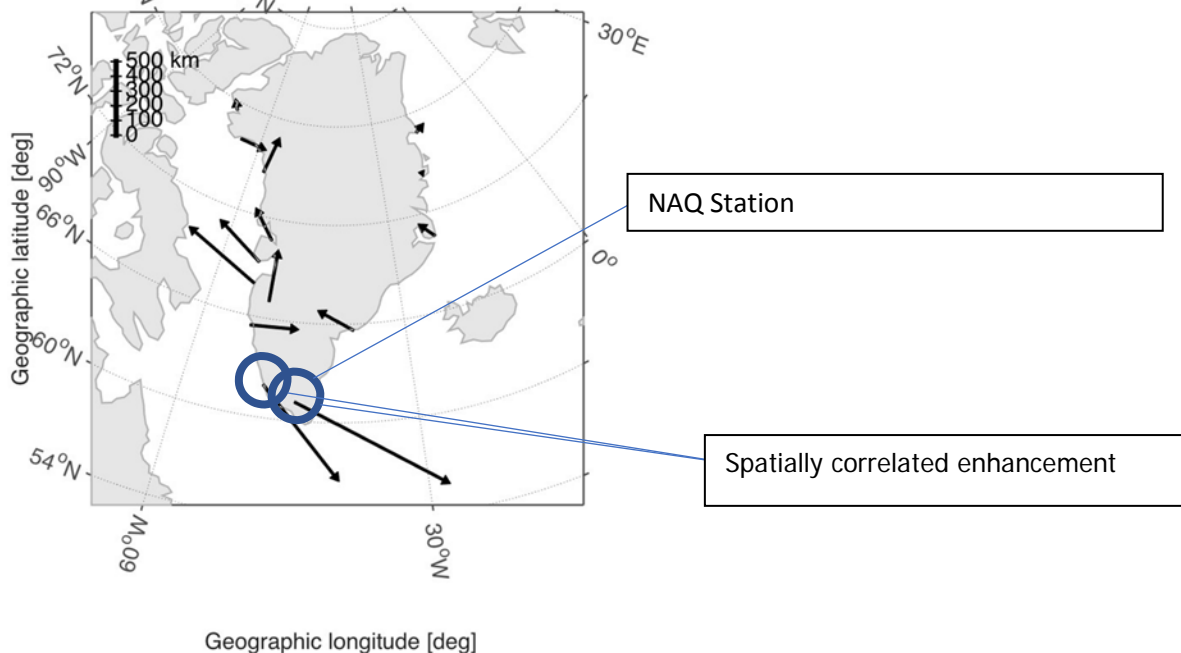 30°E
72°N
500 km
400
300
200
100
0
90°W
66°N
NAQ Station
0°
Geographic latitude [deg]
60°N
Spatially correlated enhancement
54°N
60°W
30°W
Geographic longitude [deg]